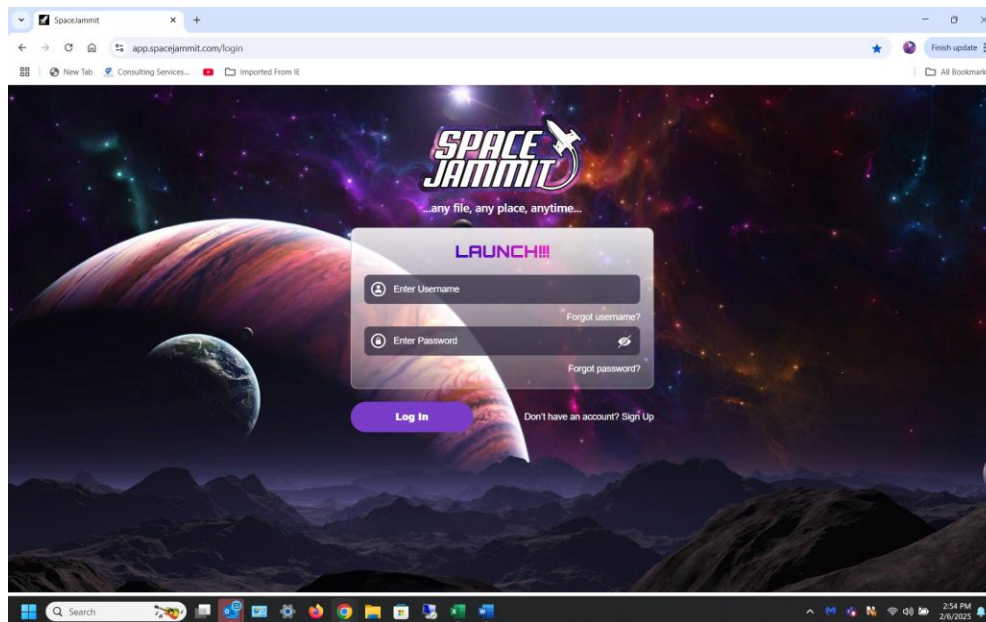 SpaceJammit
app.spacejammit.com/login
Finish update
New Tab
Consulting Services...
Imported From IE
All Bookmark
SPACE
JAMMIT
...any file, any place, anytime...
LAUNCH!!!
Enter Username
Forgot username?
Enter Password
Forgot password?
Log In
Don't have an account? Sign Up
Search
2:54 PM
2/6/2025